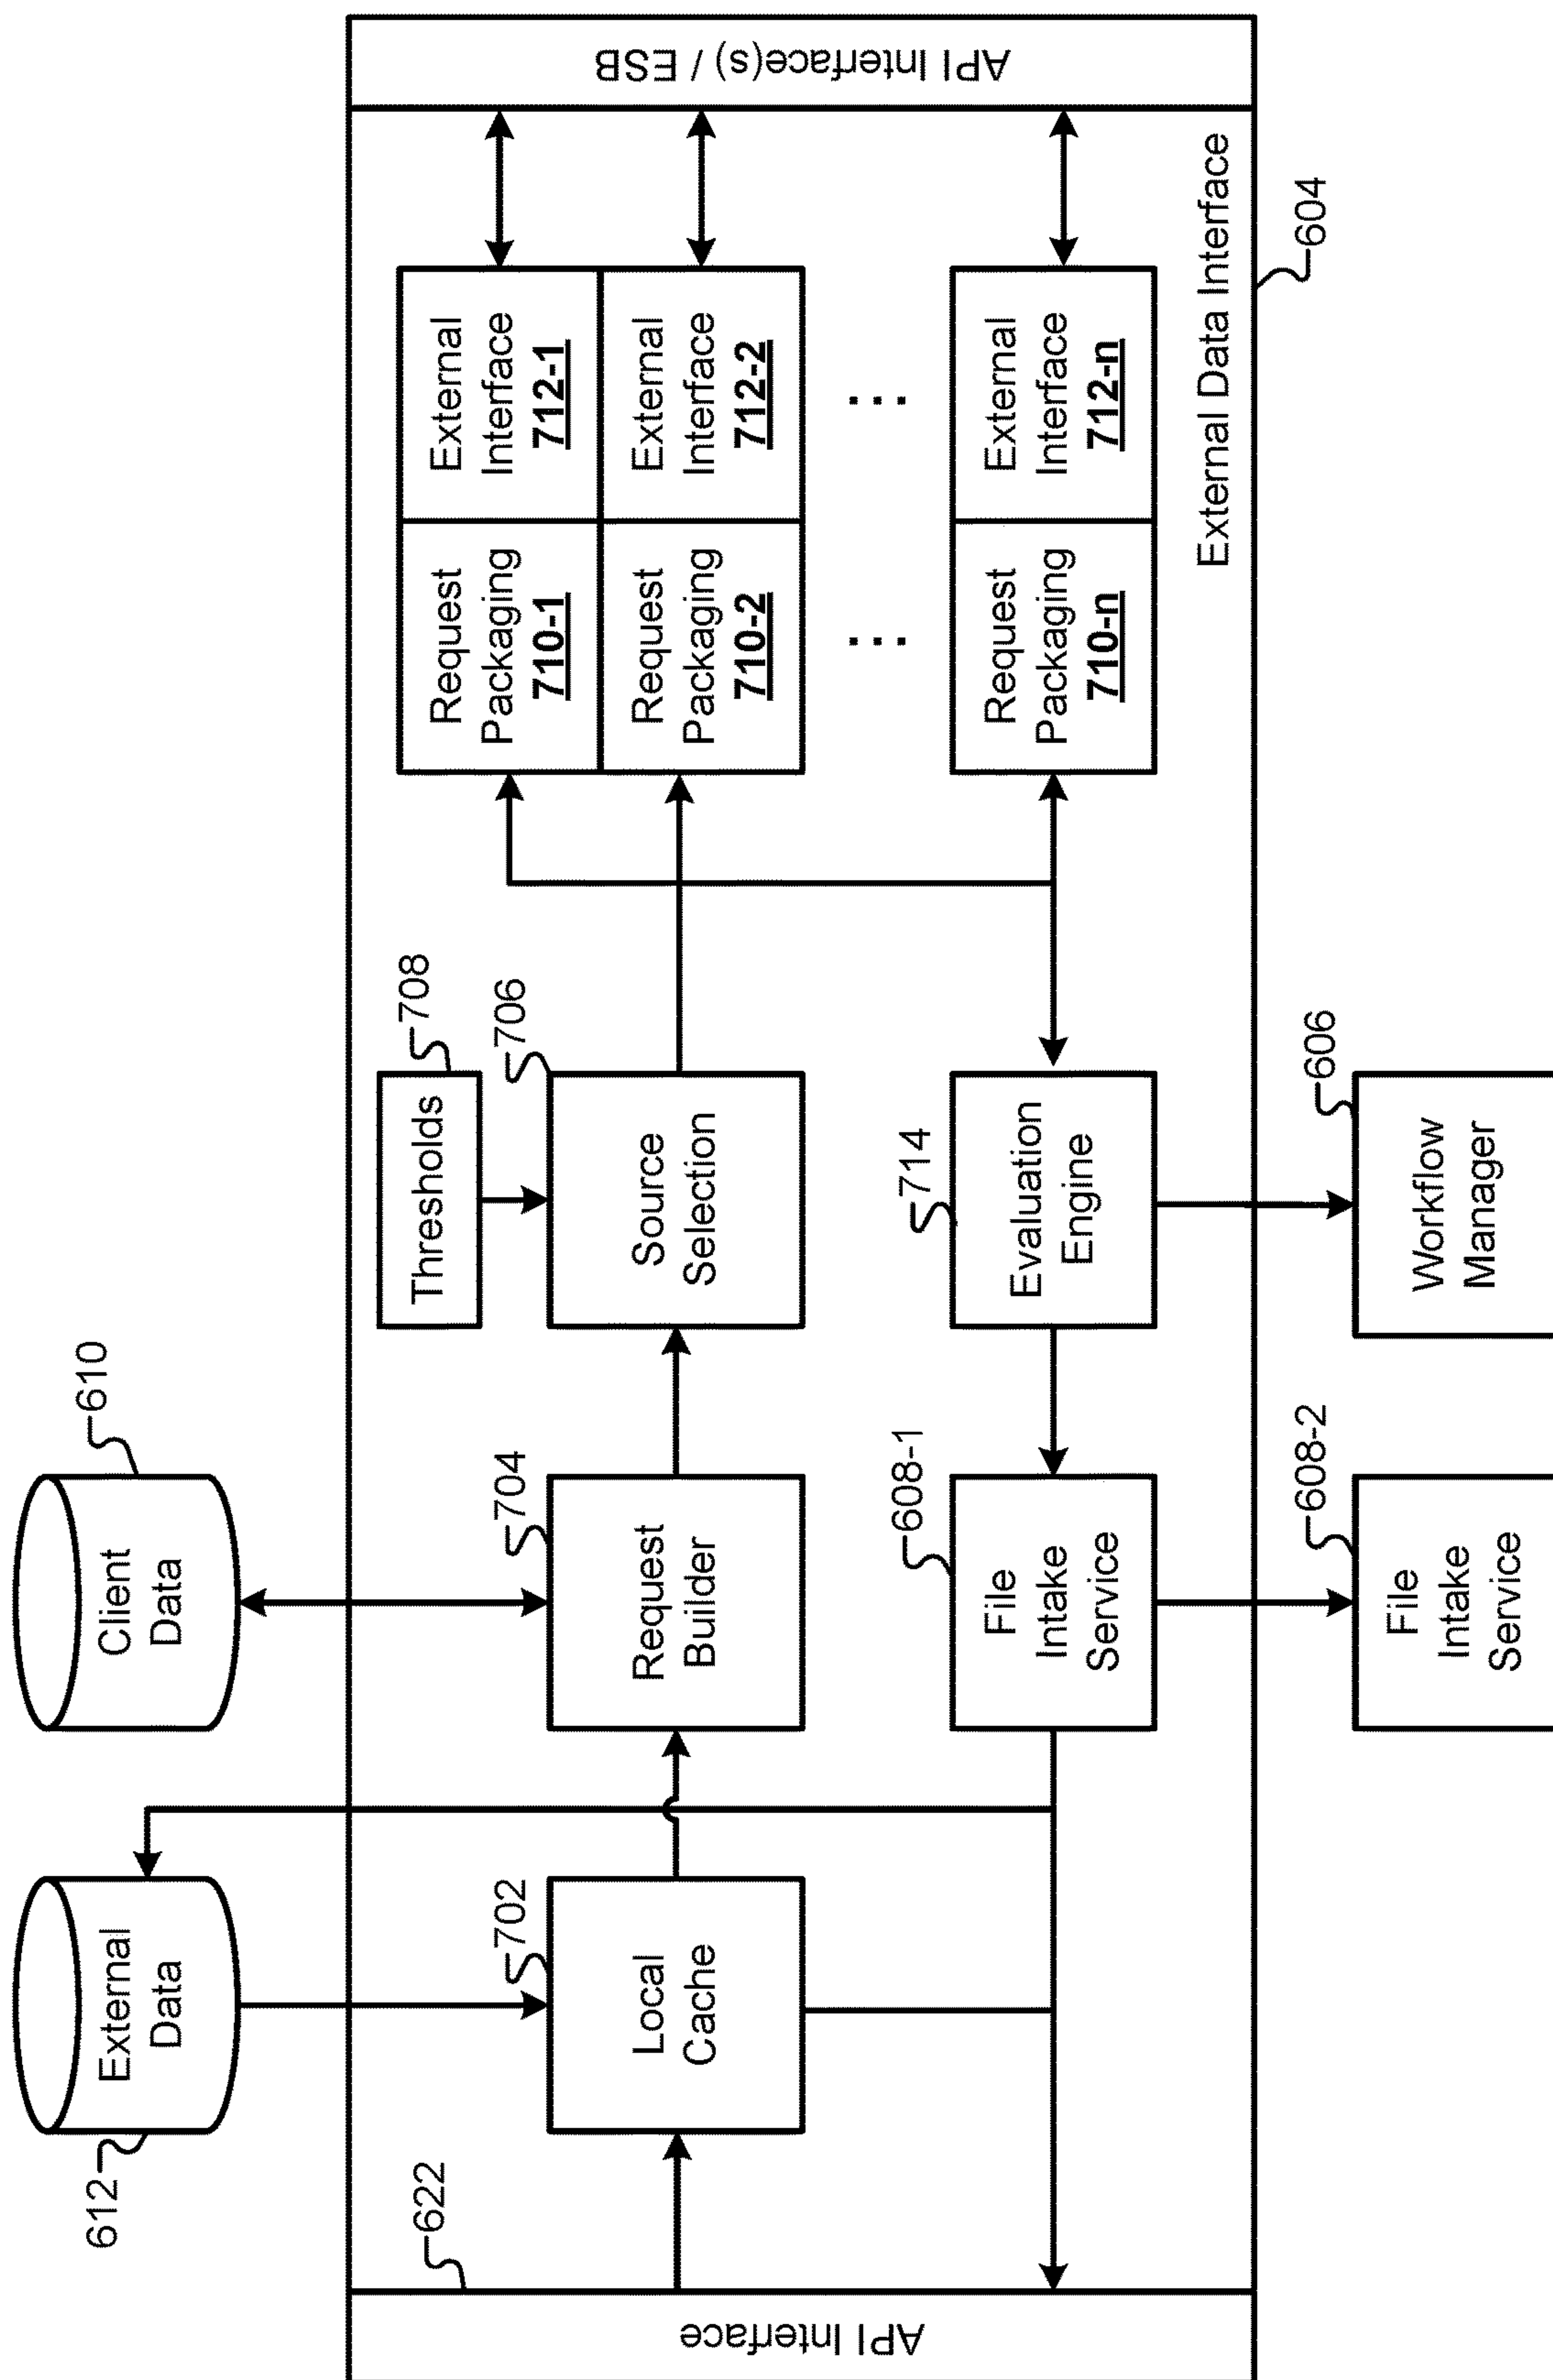 612
External
Data
Client
Data
610
API Interface
622
702
Local
Cache
704
Request
Builder
Thresholds
708
706
Source
Selection
Request
Packaging
710-1
External
Interface
712-1
Request
Packaging
710-2
External
Interface
712-2
...
...
Request
Packaging
710-n
External
Interface
712-n
API Interface(s) / ESB
608-1
File
Intake
Service
714
Evaluation
Engine
External Data Interface
604
608-2
File
Intake
Service
606
Workflow
Manager